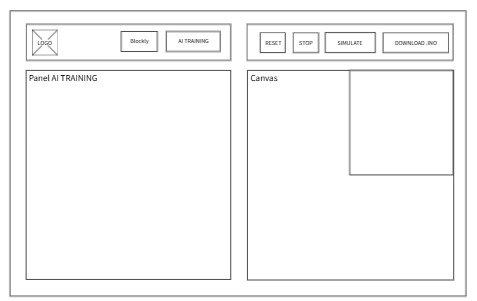 LOGO
Blockly
AI TRAINING
RESET
STOP
SIMULATE
DOWNLOAD .INO
Panel AI TRAINING
Canvas